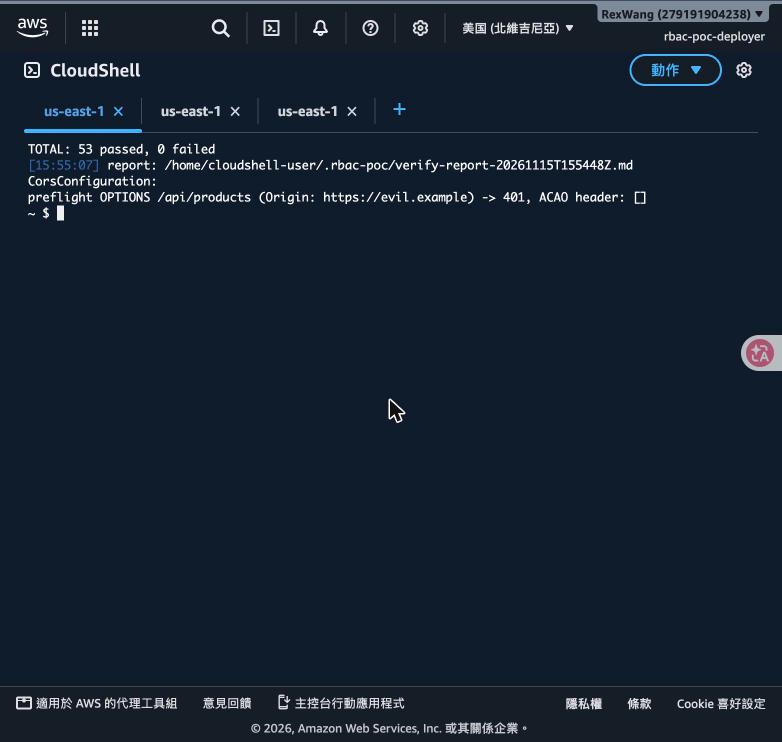 aws
美国 (北維吉尼亞) ▼
RexWang (279191904238) ▼
rbac-poc-deployer
CloudShell
動作 ▼
us-east-1 ×
us-east-1 ×
us-east-1 ×
+
TOTAL: 53 passed, 0 failed
[15:55:07] report: /home/cloudshell-user/.rbac-poc/verify-report-20261115T155448Z.md
CorsConfiguration:
preflight OPTIONS /api/products (Origin: https://evil.example) -> 401, ACAO header: []
~ $
適用於 AWS 的代理工具組
意見回饋
主控台行動應用程式
隱私權
條款
Cookie 喜好設定
© 2026, Amazon Web Services, Inc. 或其關係企業。